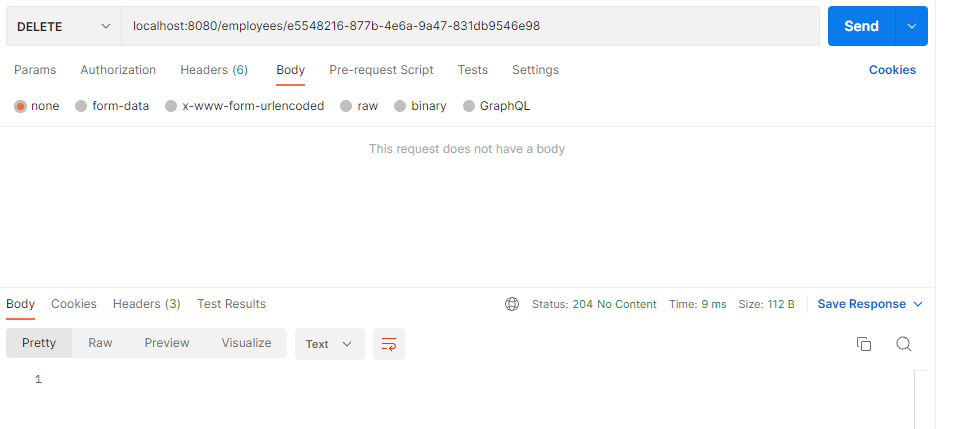 DELETE localhost:8080/employees/e5548216-877b-4e6a-9a47-831db9546e98 Send
Params Authorization Headers (6) Body Pre-request Script Tests Settings Cookies
none form-data x-www-form-urlencoded raw binary GraphQL
This request does not have a body
Body Cookies Headers (3) Test Results Status: 204 No Content Time: 9 ms Size: 112 B Save Response
Pretty Raw Preview Visualize Text
1